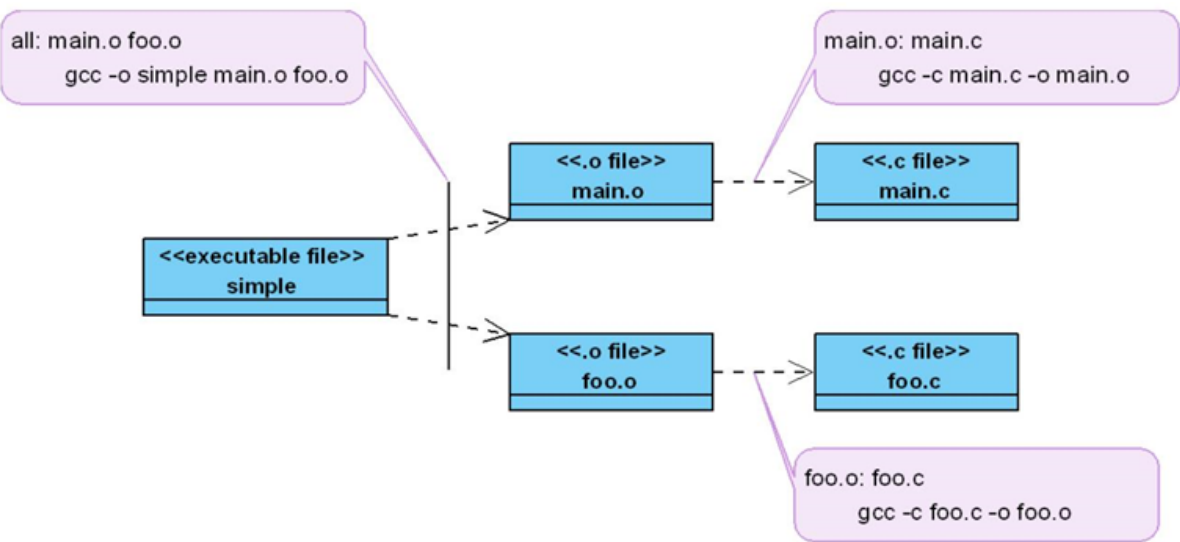 all: main.o foo.o
gcc -o simple main.o foo.o
main.o: main.c
gcc -c main.c -o main.o
<<.o file>>
main.o
<<.c file>>
main.c
<<executable file>>
simple
<<.o file>>
foo.o
<<.c file>>
foo.c
foo.o: foo.c
gcc -c foo.c -o foo.o